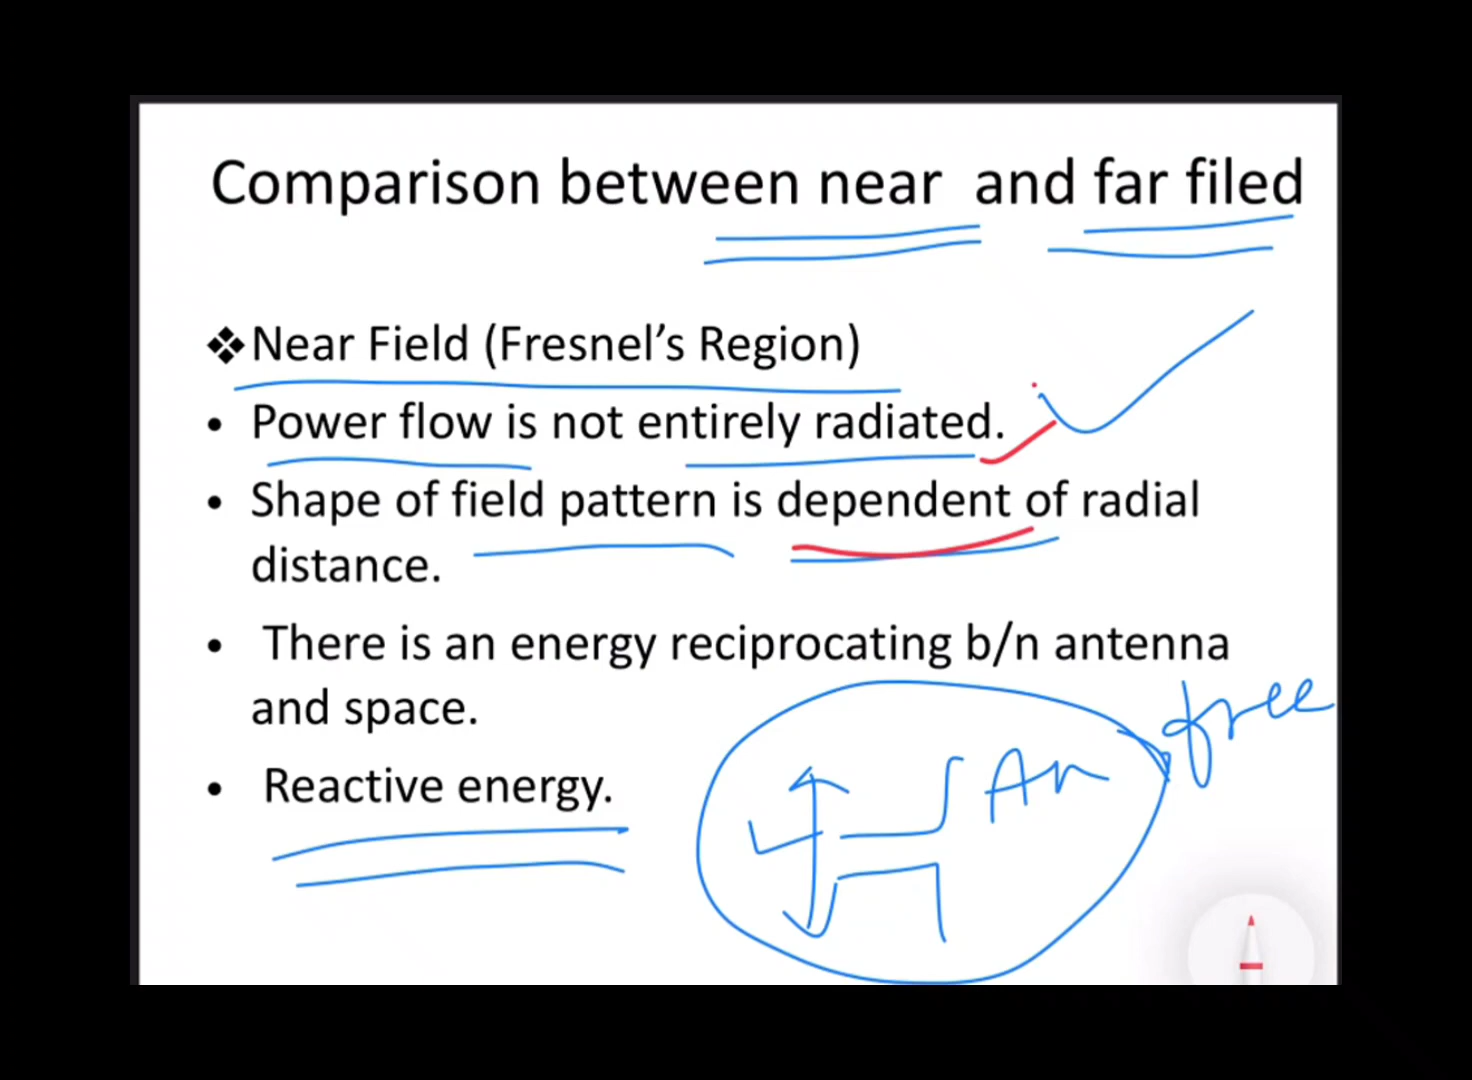 Comparison between near and far filed
❖Near Field (Fresnel's Region)
• Power flow is not entirely radiated.
• Shape of field pattern is dependent of radial
distance.
• There is an energy reciprocating b/n antenna
and space.
free
• Reactive energy.
An